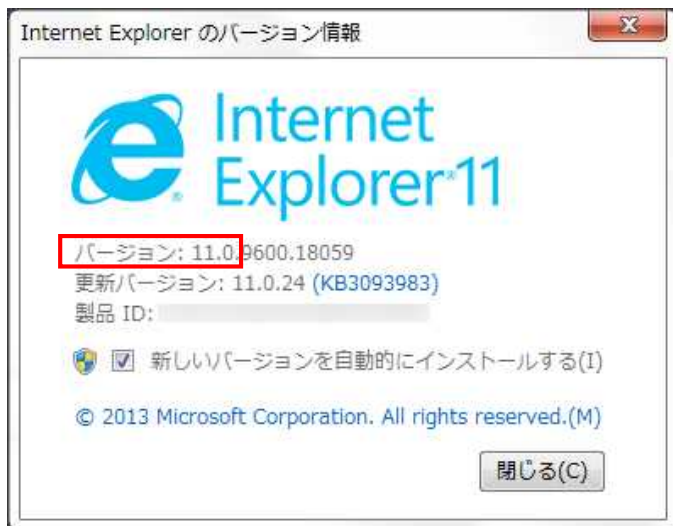 Internet Explorer のバージョン情報
Internet
Explorer®11
バージョン: 11.0.9600.18059
更新バージョン: 11.0.24 (KB3093983)
製品 ID:
新しいバージョンを自動的にインストールする(I)
© 2013 Microsoft Corporation. All rights reserved.(M)
閉じる(C)